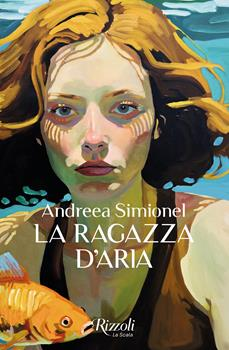 Andreea Simionel
LA RAGAZZA
D'ARIA
Rizzoli
La Scala